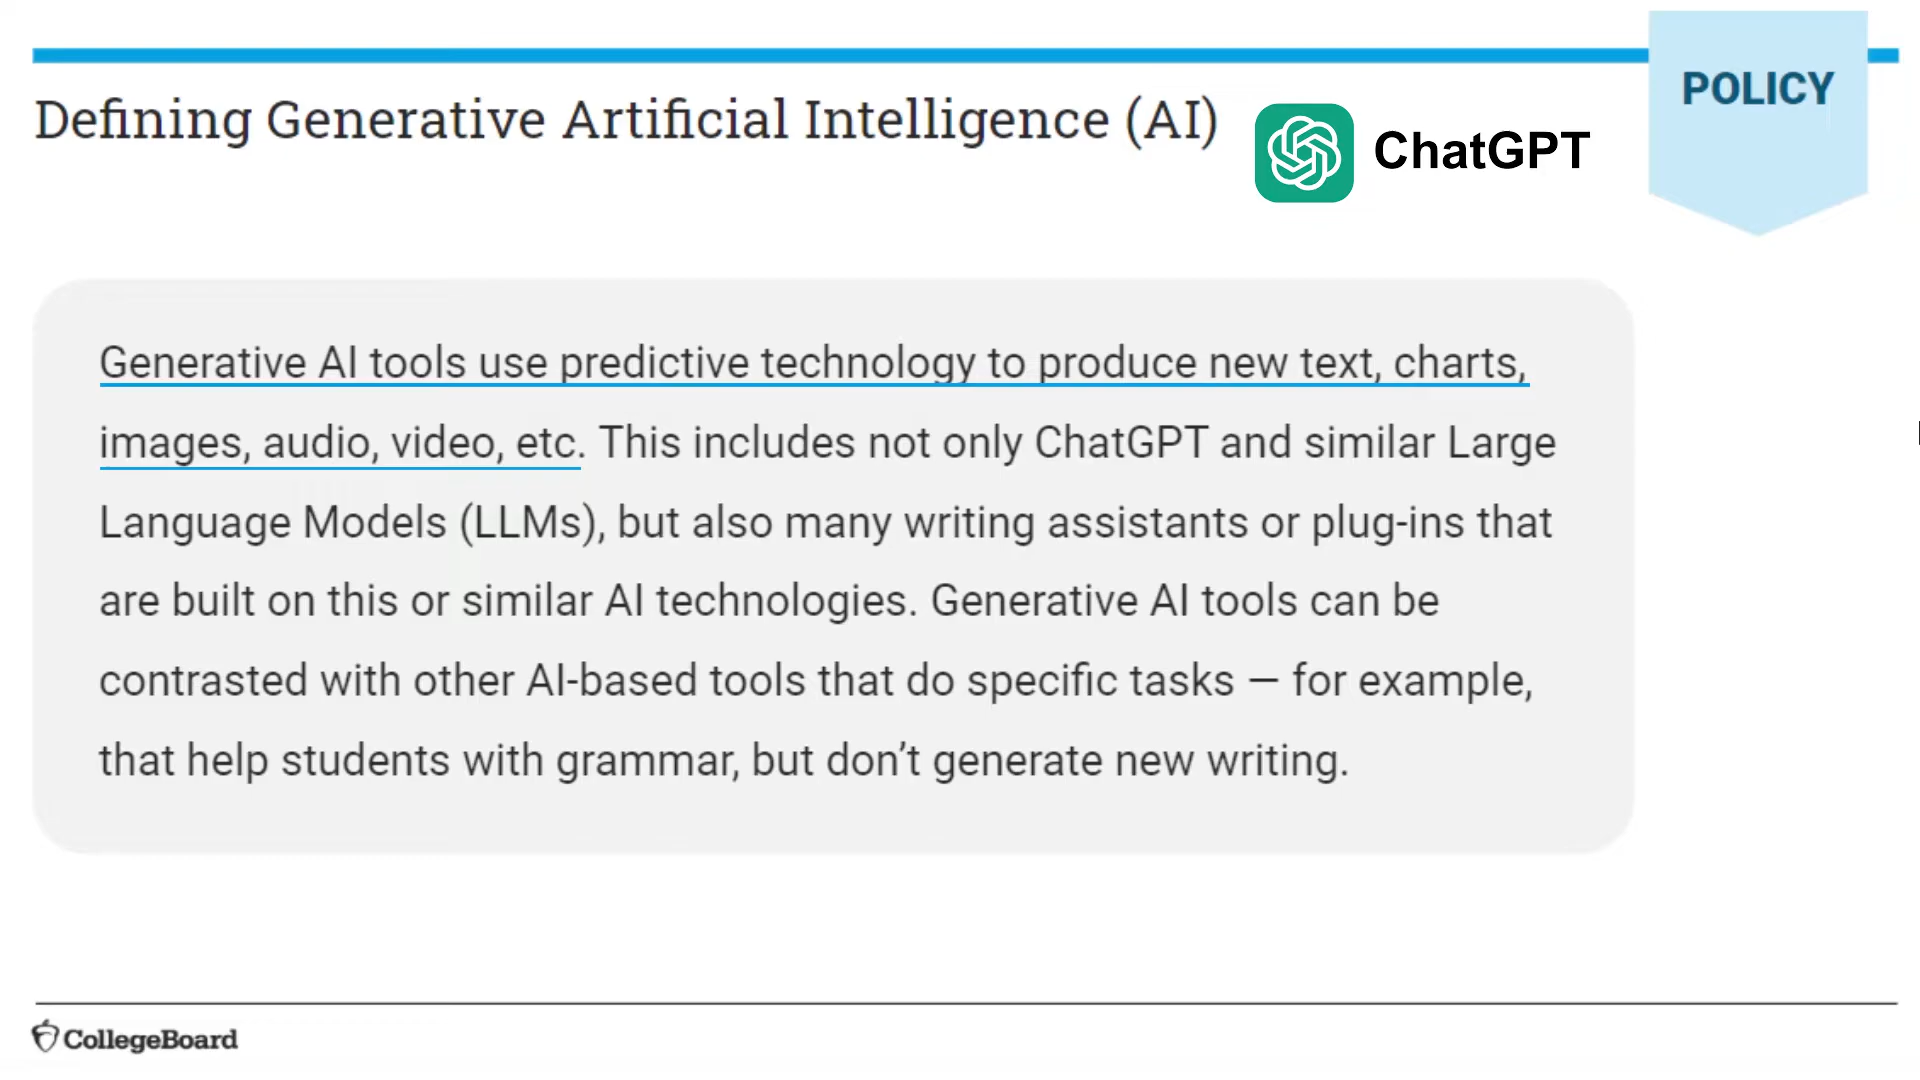 POLICY
Defining Generative Artificial Intelligence (AI)
ChatGPT
Generative AI tools use predictive technology to produce new text, charts,
images, audio, video, etc. This includes not only ChatGPT and similar Large
Language Models (LLMs), but also many writing assistants or plug-ins that
are built on this or similar AI technologies. Generative AI tools can be
contrasted with other AI-based tools that do specific tasks — for example,
that help students with grammar, but don’t generate new writing.
CollegeBoard